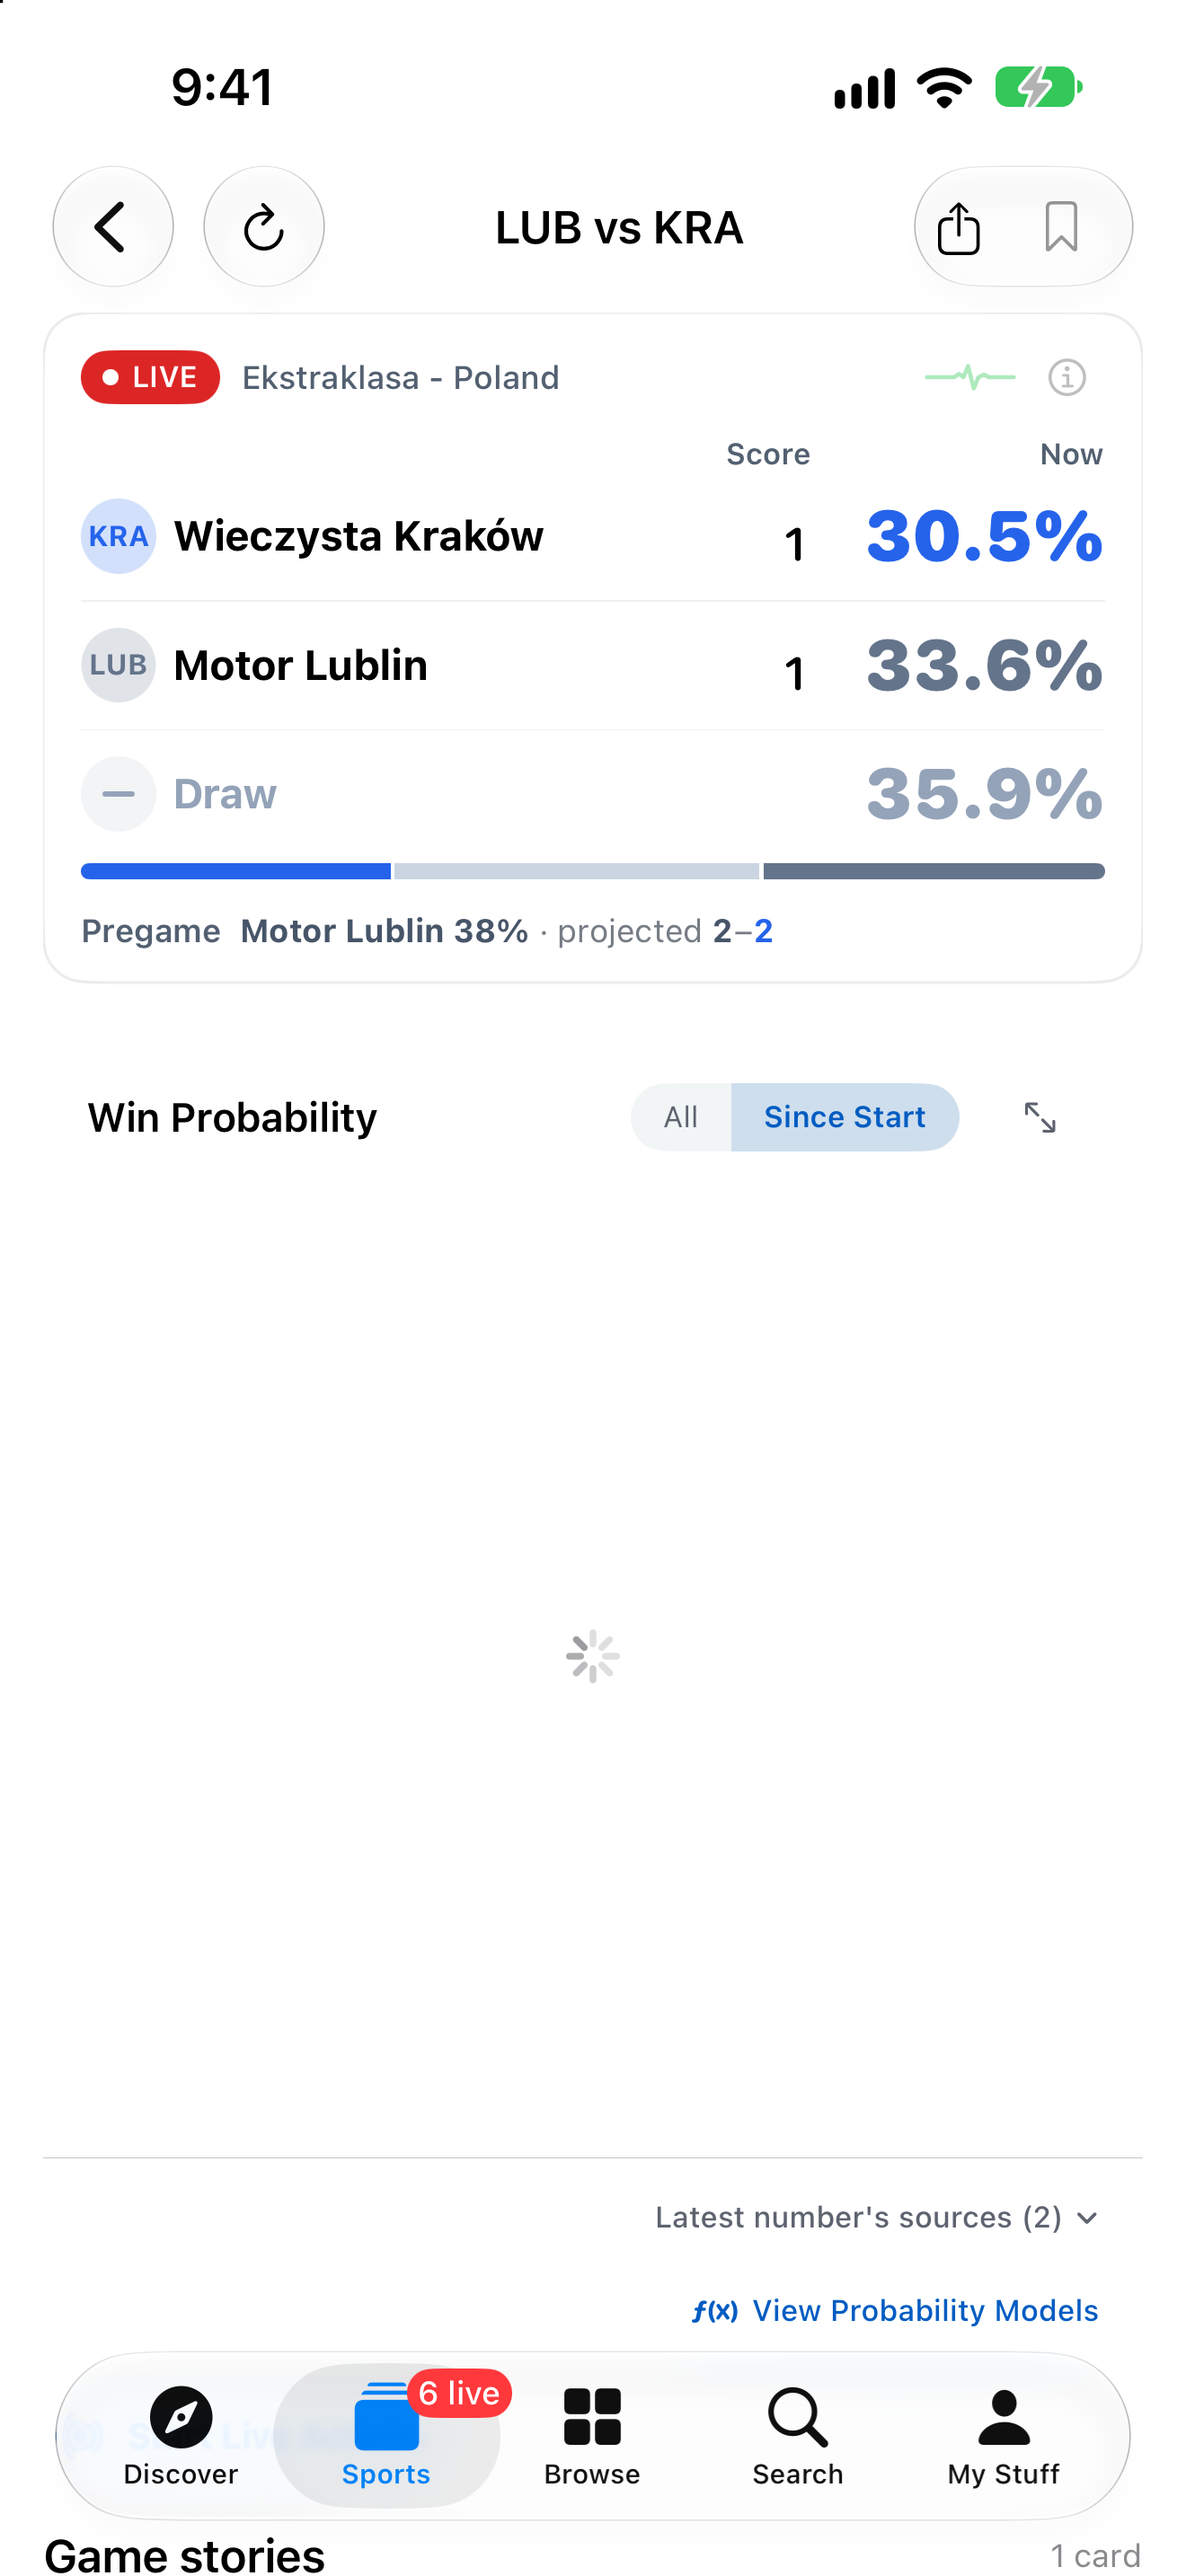 9:41
LUB vs KRA
LIVE Ekstraklasa - Poland
Score Now
KRA Wieczysta Kraków 1 30.5%
LUB Motor Lublin 1 33.6%
Draw 35.9%
Pregame Motor Lublin 38% · projected 2–2
Win Probability All Since Start
Latest number's sources (2)
f(x) View Probability Models
6 live
Discover Sports Browse Search My Stuff
Game stories 1 card